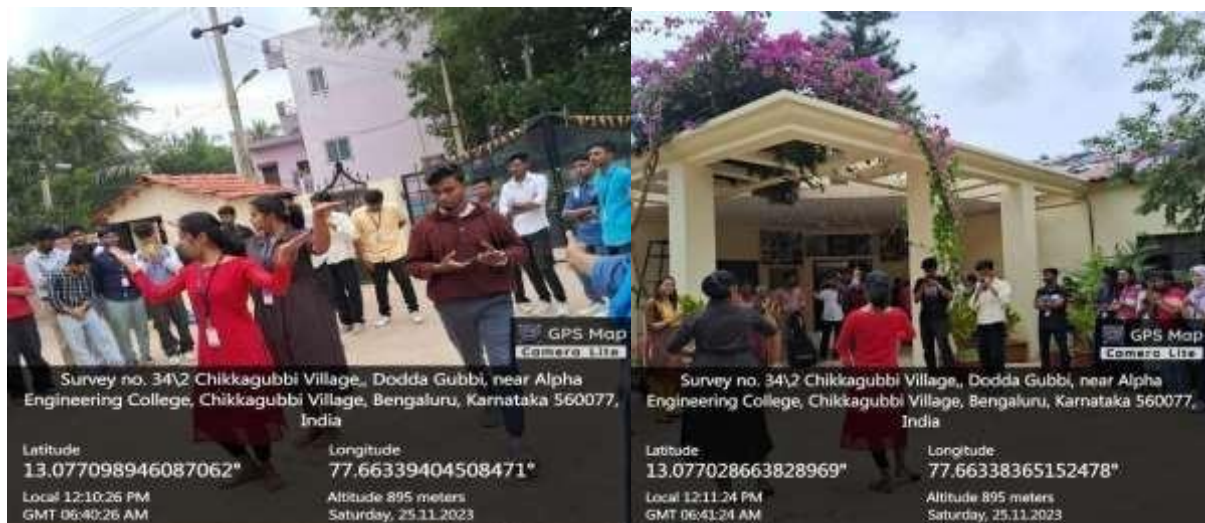 GPS Map
Camera Lite
Survey no. 34\2 Chikkagubbi Village,, Dodda Gubbi, near Alpha
Engineering College, Chikkagubbi Village, Bengaluru, Karnataka 560077,
India
Latitude
13.077098946087062°
Longitude
77.66339404508471°
Local 12:10:26 PM
GMT 06:40:26 AM
Altitude 895 meters
Saturday, 25.11.2023
GPS Map
Camera Lite
Survey no. 34\2 Chikkagubbi Village,, Dodda Gubbi, near Alpha
Engineering College, Chikkagubbi Village, Bengaluru, Karnataka 560077,
India
Latitude
13.077028663828969°
Longitude
77.66338365152478°
Local 12:11:24 PM
GMT 06:41:24 AM
Altitude 895 meters
Saturday, 25.11.2023